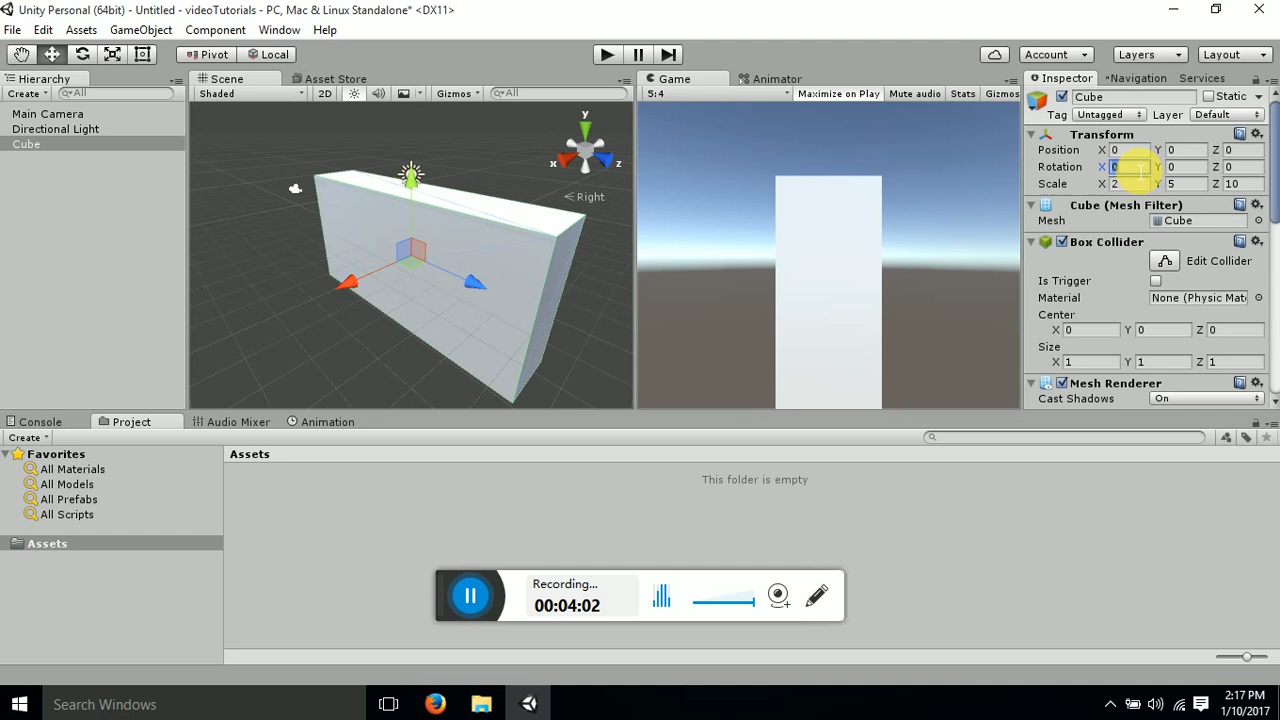 Unity Personal (64bit) - Untitled - videoTutorials - PC, Mac & Linux Standalone* <DX11>
File Edit Assets GameObject Component Window Help
Pivot Local Account Layers Layout
Hierarchy Scene Asset Store Game Animator Inspector Navigation Services
Create All Shaded 2D Gizmos All 5:4 Maximize on Play Mute audio Stats Gizmos Cube Static
Main Camera
Tag Untagged Layer Default
Directional Light
Cube
Transform
Position X 0 Y 0 Z 0
Rotation X 0 Y 0 Z 0
Scale X 2 Y 5 Z 10
y
x z
Right
Cube (Mesh Filter)
Mesh Cube
Box Collider
Edit Collider
Is Trigger
Material None (Physic Mat
Center
X 0 Y 0 Z 0
Size
X 1 Y 1 Z 1
Mesh Renderer
Cast Shadows On
Console Project Audio Mixer Animation
Create
Favorites
All Materials
All Models
All Prefabs
All Scripts
Assets
Assets
This folder is empty
Recording...
00:04:02
Search Windows
2:17 PM
1/10/2017